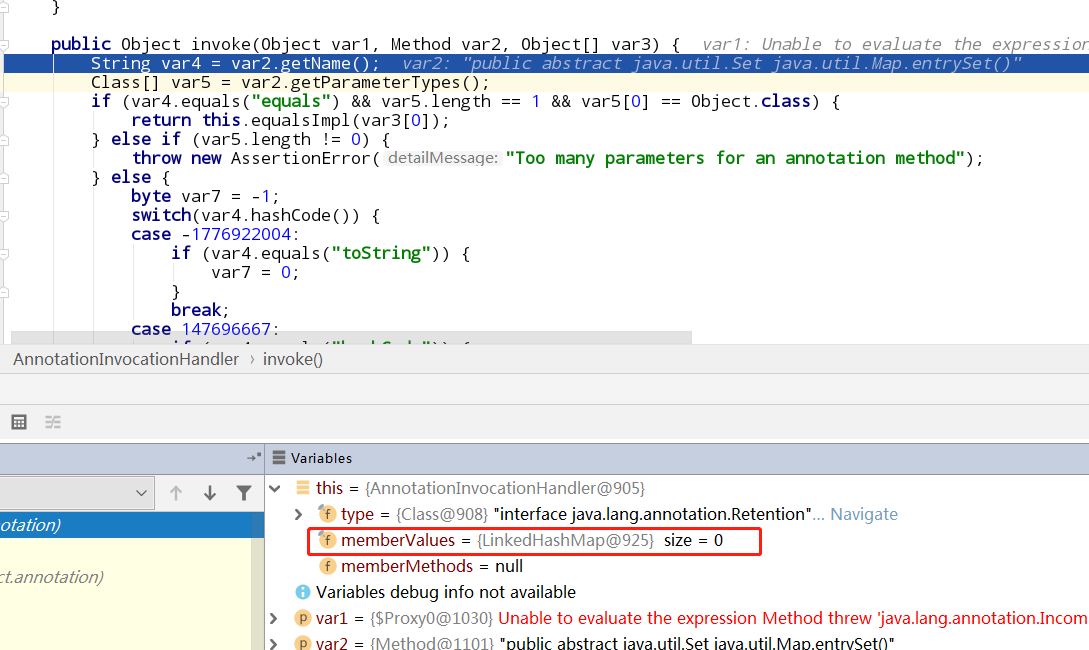 }
public Object invoke(Object var1, Method var2, Object[] var3) { var1: Unable to evaluate the expression
String var4 = var2.getName(); var2: "public abstract java.util.Set java.util.Map.entrySet()"
Class[] var5 = var2.getParameterTypes();
if (var4.equals("equals") && var5.length == 1 && var5[0] == Object.class) {
return this.equalsImpl(var3[0]);
} else if (var5.length != 0) {
throw new AssertionError( detailMessage: "Too many parameters for an annotation method");
} else {
byte var7 = -1;
switch(var4.hashCode()) {
case -1776922004:
if (var4.equals("toString")) {
var7 = 0;
}
break;
case 147696667:
AnnotationInvocationHandler › invoke()
Variables
this = {AnnotationInvocationHandler@905}
otation)
type = {Class@908} "interface java.lang.annotation.Retention"... Navigate
memberValues = {LinkedHashMap@925} size = 0
memberMethods = null
ct.annotation)
Variables debug info not available
var1 = {$Proxy0@1030} Unable to evaluate the expression Method threw 'java.lang.annotation.Incom
var2 = {Method@1101} "public abstract java.util.Set java.util.Map.entrySet()"